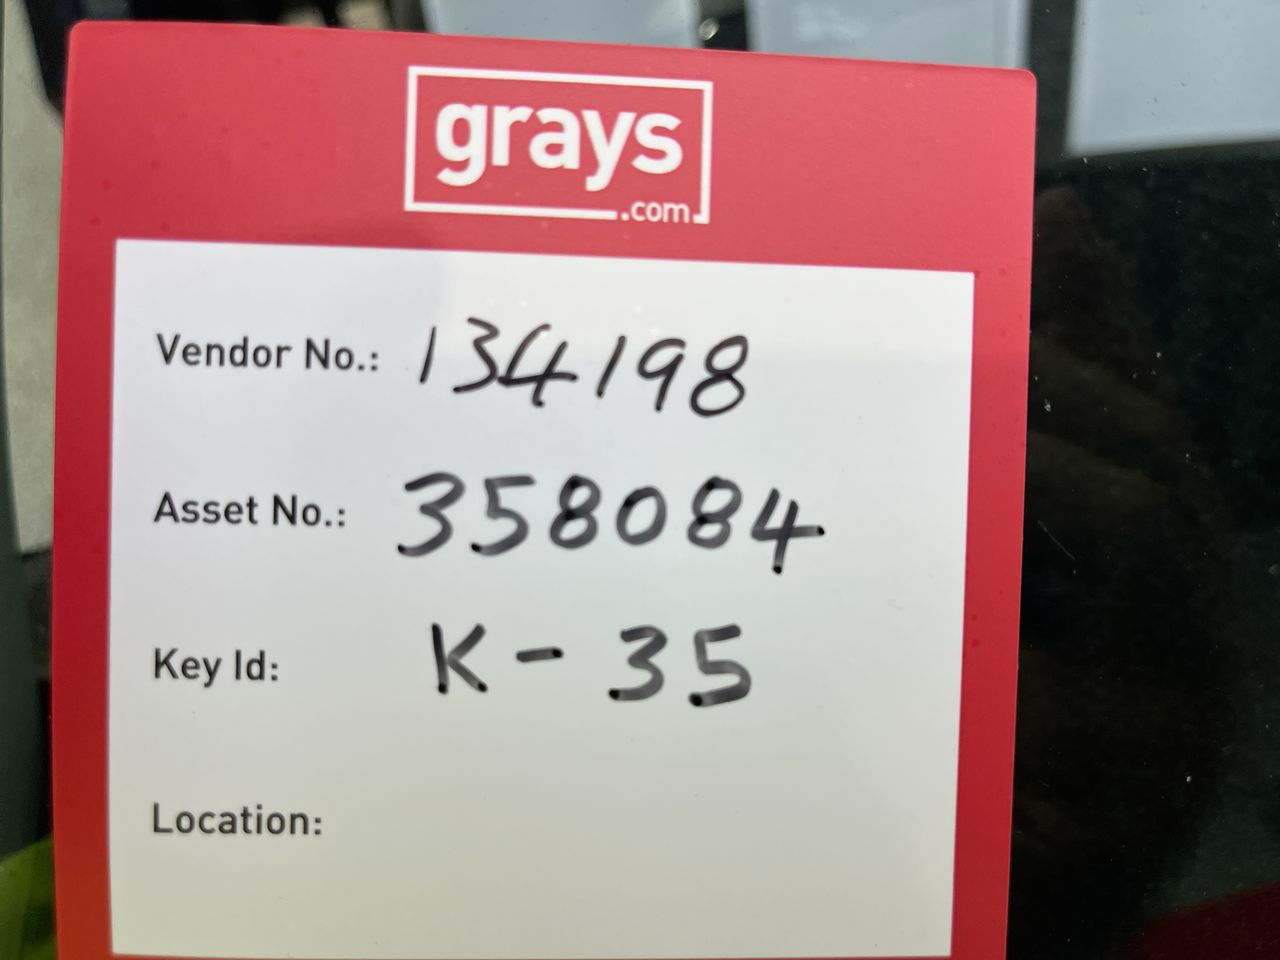 grays
.com
Vendor No.: 134198
Asset No.: 358084
Key Id: K-35
Location: